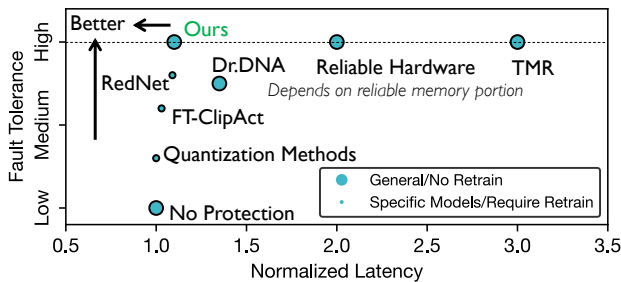 Better
Ours
High
RedNet
Dr.DNA
Reliable Hardware
TMR
Depends on reliable memory portion
Fault Tolerance
Medium
FT-ClipAct
Quantization Methods
General/No Retrain
Specific Models/Require Retrain
Low
No Protection
0.5 1.0 1.5 2.0 2.5 3.0 3.5
Normalized Latency